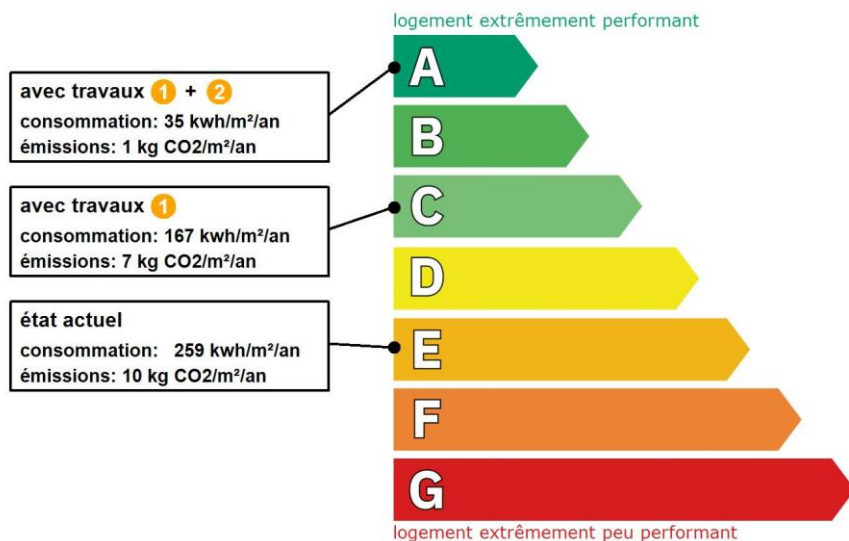 logement extrêmement performant
A
avec travaux 1 + 2
consommation: 35 kwh/m²/an
émissions: 1 kg CO2/m²/an
B
avec travaux 1
consommation: 167 kwh/m²/an
émissions: 7 kg CO2/m²/an
C
D
état actuel
consommation: 259 kwh/m²/an
émissions: 10 kg CO2/m²/an
E
F
G
logement extrêmement peu performant